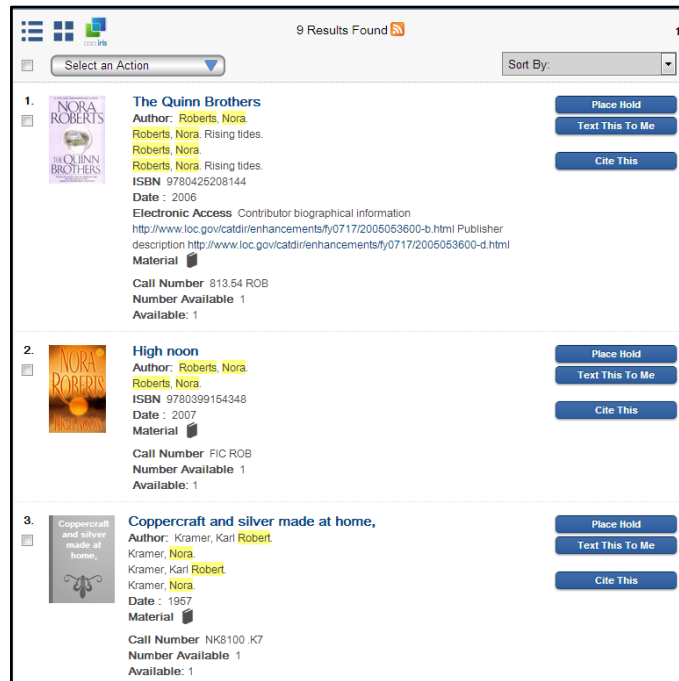 9 Results Found
1
Select an Action
Sort By:
1.
NORA
ROBERTS
THE QUINN
BROTHERS
The Quinn Brothers
Author: Roberts, Nora.
Roberts, Nora. Rising tides.
Roberts, Nora.
Roberts, Nora. Rising tides.
ISBN 9780425208144
Date : 2006
Electronic Access Contributor biographical information
http://www.loc.gov/catdir/enhancements/fy0717/2005053600-b.html Publisher
description http://www.loc.gov/catdir/enhancements/fy0717/2005053600-d.html
Material
Call Number 813.54 ROB
Number Available 1
Available: 1
Place Hold
Text This To Me
Cite This
2.
NORA
ROBERTS
HIGH NOON
High noon
Author: Roberts, Nora.
Roberts, Nora.
ISBN 9780399154348
Date : 2007
Material
Call Number FIC ROB
Number Available 1
Available: 1
Place Hold
Text This To Me
Cite This
3.
Coppercraft
and silver
made at
home,
Coppercraft and silver made at home,
Author: Kramer, Karl Robert.
Kramer, Nora.
Kramer, Karl Robert.
Kramer, Nora.
Date : 1957
Material
Call Number NK8100 .K7
Number Available 1
Available: 1
Place Hold
Text This To Me
Cite This